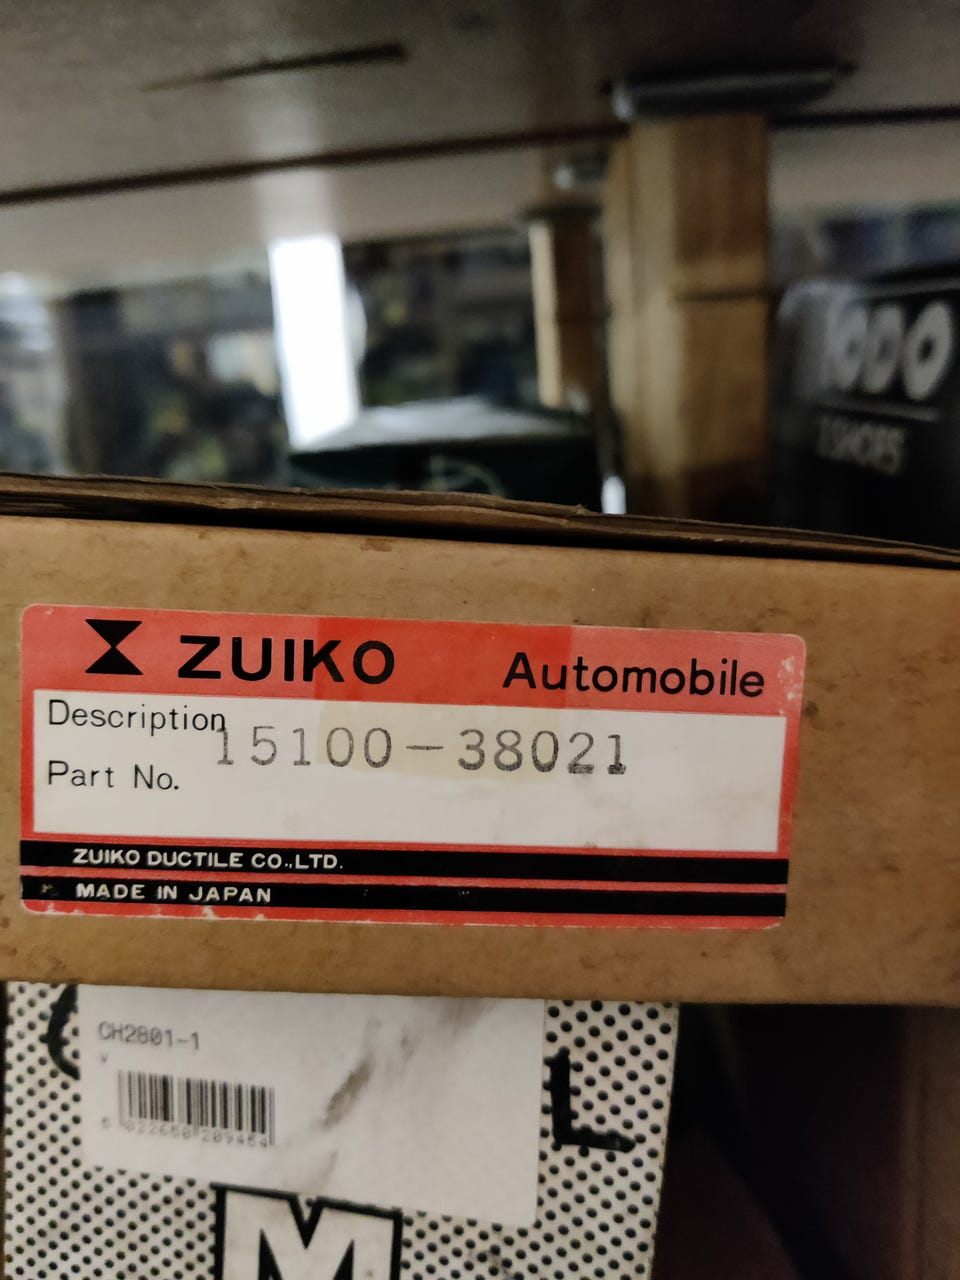 ZUIKO Automobile
Description
15100-38021
Part No.
ZUIKO DUCTILE CO.,LTD.
MADE IN JAPAN
CH2801-1
L
M